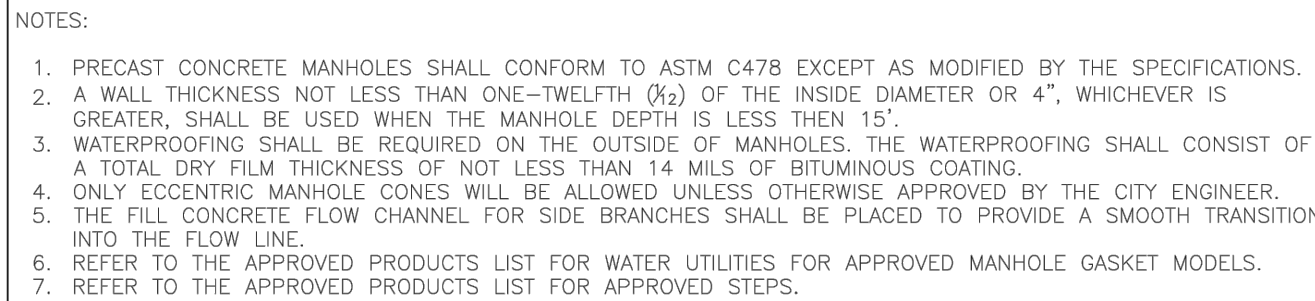 NOTES:
1. PRECAST CONCRETE MANHOLES SHALL CONFORM TO ASTM C478 EXCEPT AS MODIFIED BY THE SPECIFICATIONS.
2. A WALL THICKNESS NOT LESS THAN ONE-TWELFTH (1/12) OF THE INSIDE DIAMETER OR 4", WHICHEVER IS
GREATER, SHALL BE USED WHEN THE MANHOLE DEPTH IS LESS THEN 15'.
3. WATERPROOFING SHALL BE REQUIRED ON THE OUTSIDE OF MANHOLES. THE WATERPROOFING SHALL CONSIST OF
A TOTAL DRY FILM THICKNESS OF NOT LESS THAN 14 MILS OF BITUMINOUS COATING.
4. ONLY ECCENTRIC MANHOLE CONES WILL BE ALLOWED UNLESS OTHERWISE APPROVED BY THE CITY ENGINEER.
5. THE FILL CONCRETE FLOW CHANNEL FOR SIDE BRANCHES SHALL BE PLACED TO PROVIDE A SMOOTH TRANSITION
INTO THE FLOW LINE.
6. REFER TO THE APPROVED PRODUCTS LIST FOR WATER UTILITIES FOR APPROVED MANHOLE GASKET MODELS.
7. REFER TO THE APPROVED PRODUCTS LIST FOR APPROVED STEPS.